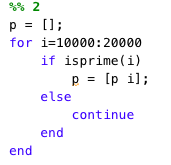 %% 2
p = [];
for i=10000:20000
    if isprime(i)
        p = [p i];
    else
        continue
    end
end